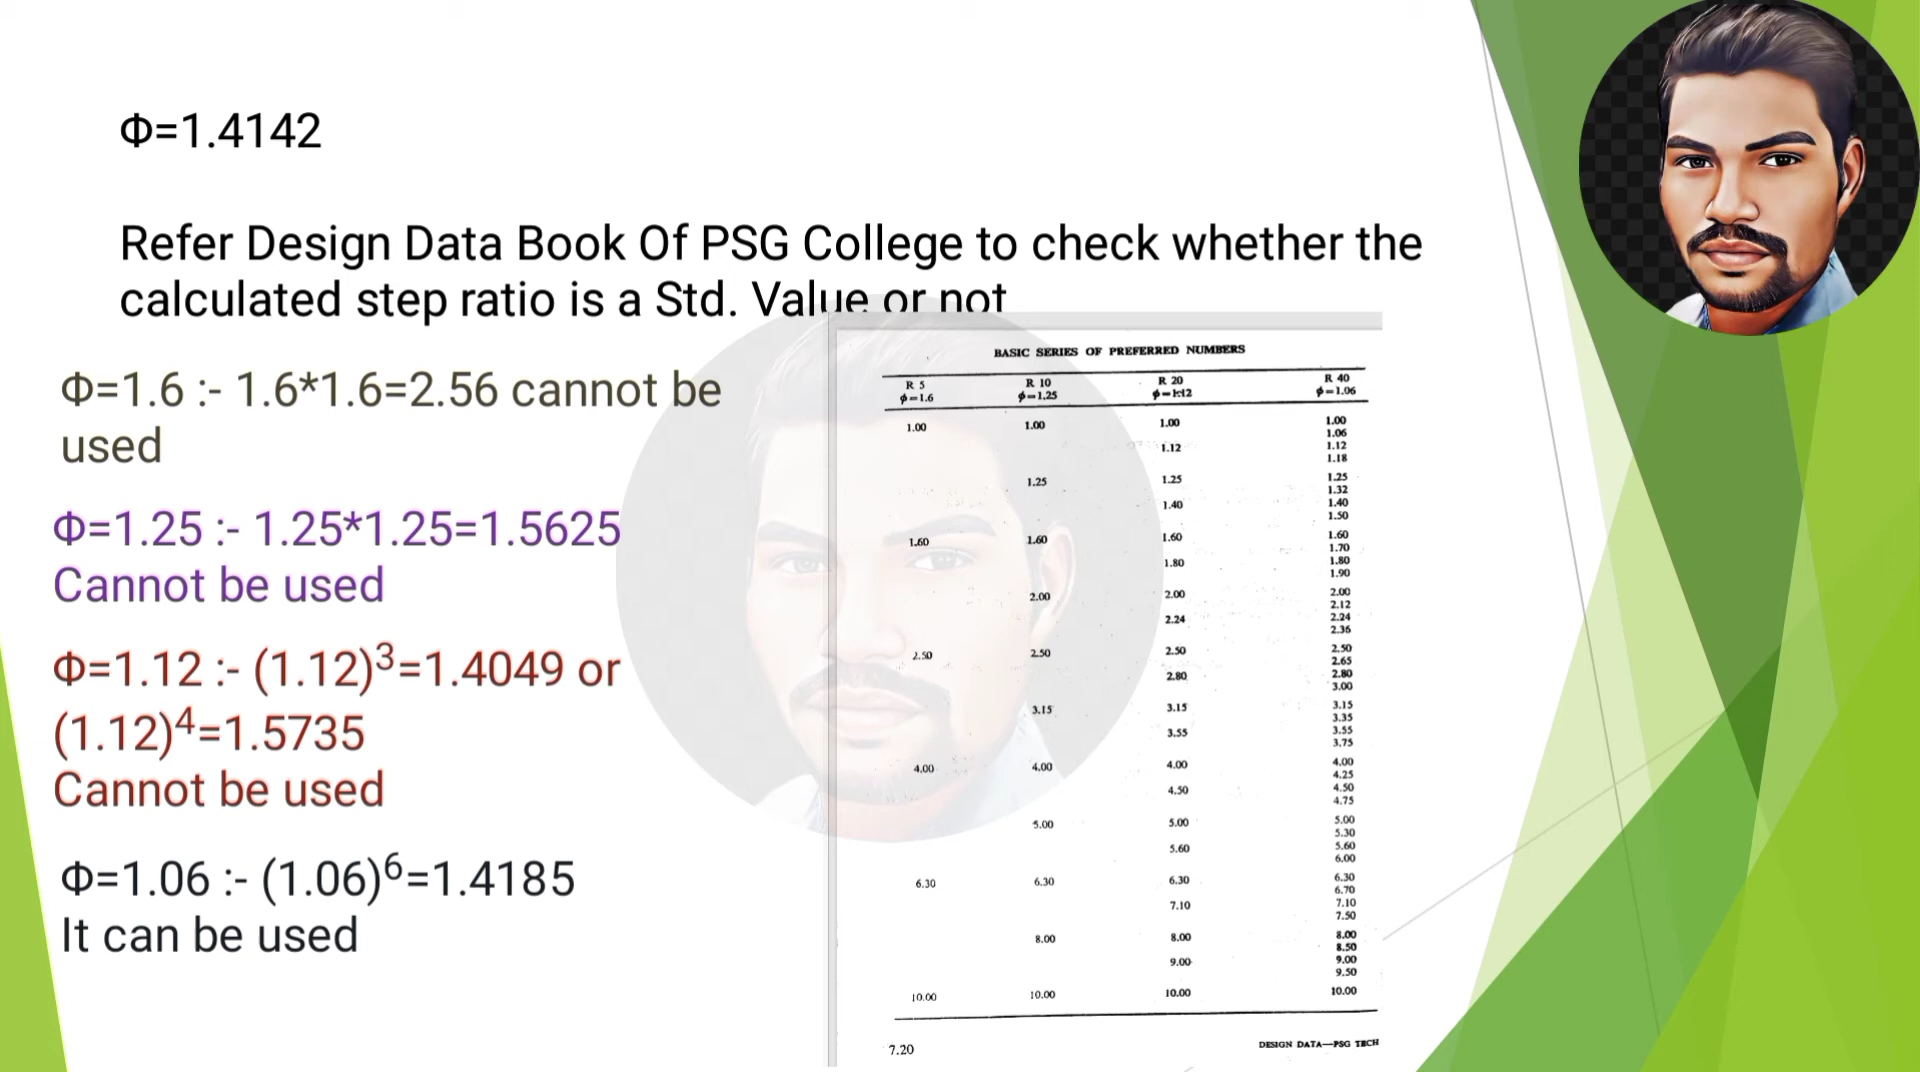 Φ=1.4142
Refer Design Data Book Of PSG College to check whether the
calculated step ratio is a Std. Value or not
Φ=1.6 :- 1.6*1.6=2.56 cannot be
used
Φ=1.25 :- 1.25*1.25=1.5625
Cannot be used
Φ=1.12 :- (1.12)³=1.4049 or
(1.12)⁴=1.5735
Cannot be used
Φ=1.06 :- (1.06)⁶=1.4185
It can be used
BASIC SERIES OF PREFERRED NUMBERS
R 5 R 10 R 20 R 40
ϕ=1.6 ϕ=1.25 ϕ=1.12 ϕ=1.06
1.00 1.00 1.00 1.00
1.06
1.12 1.12
1.18
1.25 1.25 1.25
1.32
1.40 1.40
1.50
1.60 1.60 1.60 1.60
1.70
1.80 1.80
1.90
2.00 2.00 2.00
2.12
2.24 2.24
2.36
2.50 2.50 2.50 2.50
2.65
2.80 2.80
3.00
3.15 3.15 3.15
3.35
3.55 3.55
3.75
4.00 4.00 4.00 4.00
4.25
4.50 4.50
4.75
5.00 5.00 5.00
5.30
5.60 5.60
6.00
6.30 6.30 6.30 6.30
6.70
7.10 7.10
7.50
8.00 8.00 8.00
8.50
9.00 9.00
9.50
10.00 10.00 10.00 10.00
7.20 DESIGN DATA—PSG TECH